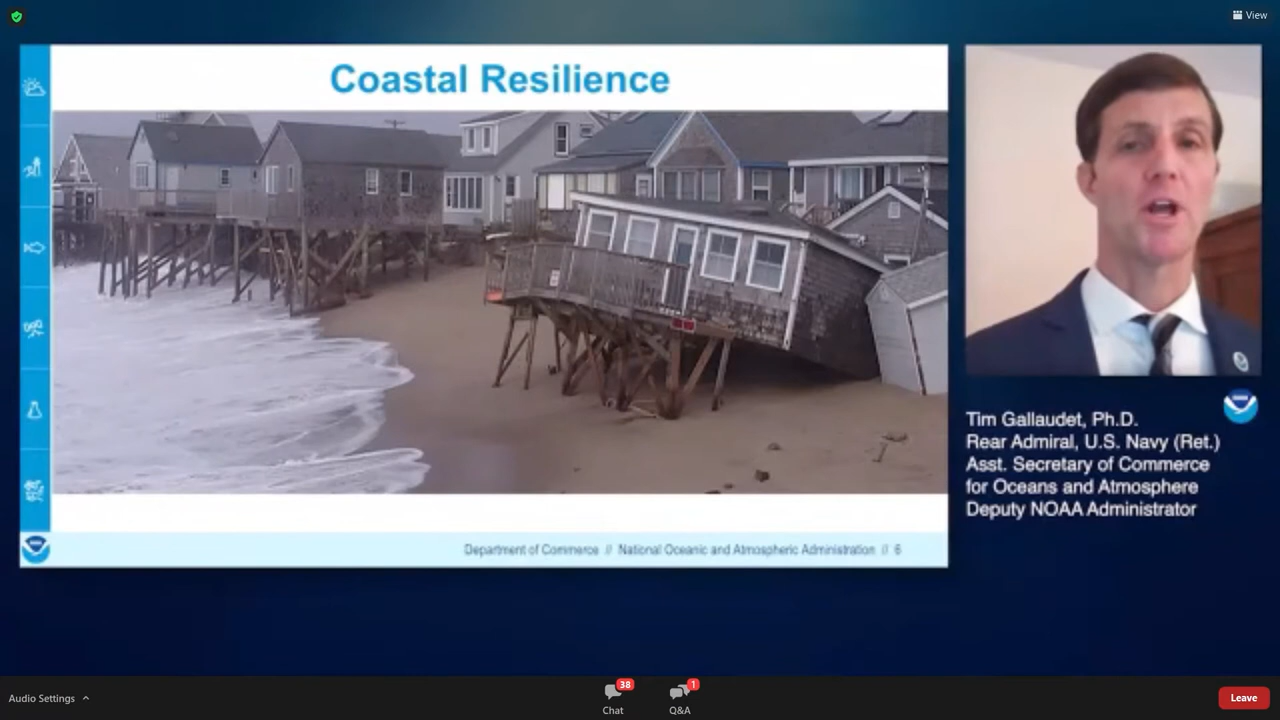 View
Coastal Resilience
Tim Gallaudet, Ph.D.
Rear Admiral, U.S. Navy (Ret.)
Asst. Secretary of Commerce
for Oceans and Atmosphere
Deputy NOAA Administrator
Department of Commerce // National Oceanic and Atmospheric Administration // 6
Audio Settings
38
Chat
1
Q&A
Leave